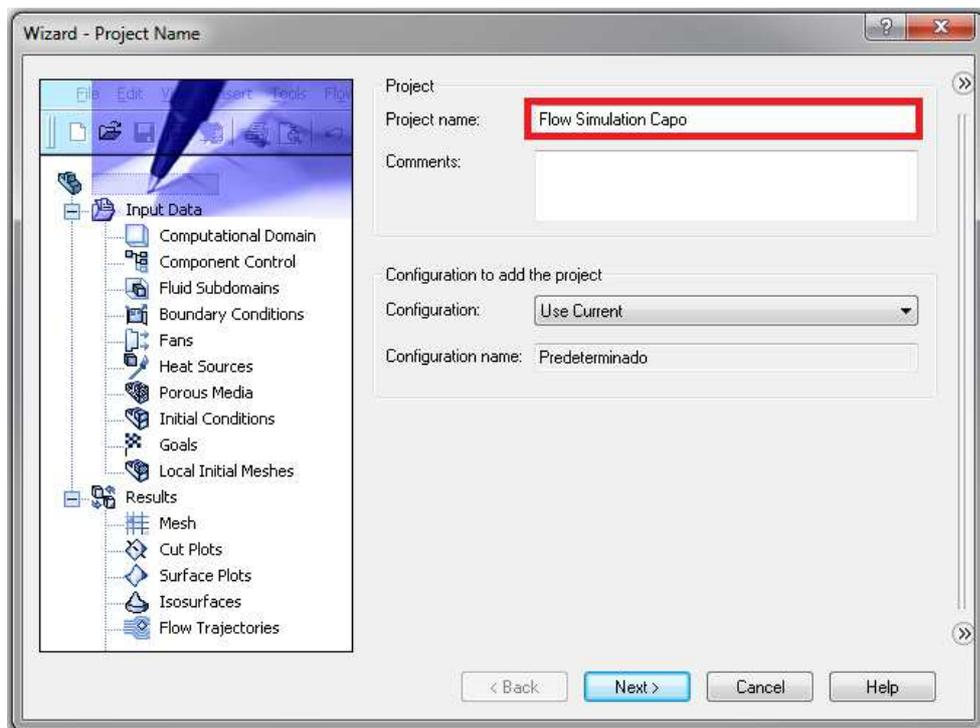 Wizard - Project Name
File Edit View Insert Tools Flow
Input Data
Computational Domain
Component Control
Fluid Subdomains
Boundary Conditions
Fans
Heat Sources
Porous Media
Initial Conditions
Goals
Local Initial Meshes
Results
Mesh
Cut Plots
Surface Plots
Isosurfaces
Flow Trajectories
Project
Project name: Flow Simulation Capo
Comments:
Configuration to add the project
Configuration: Use Current
Configuration name: Predeterminado
< Back Next > Cancel Help